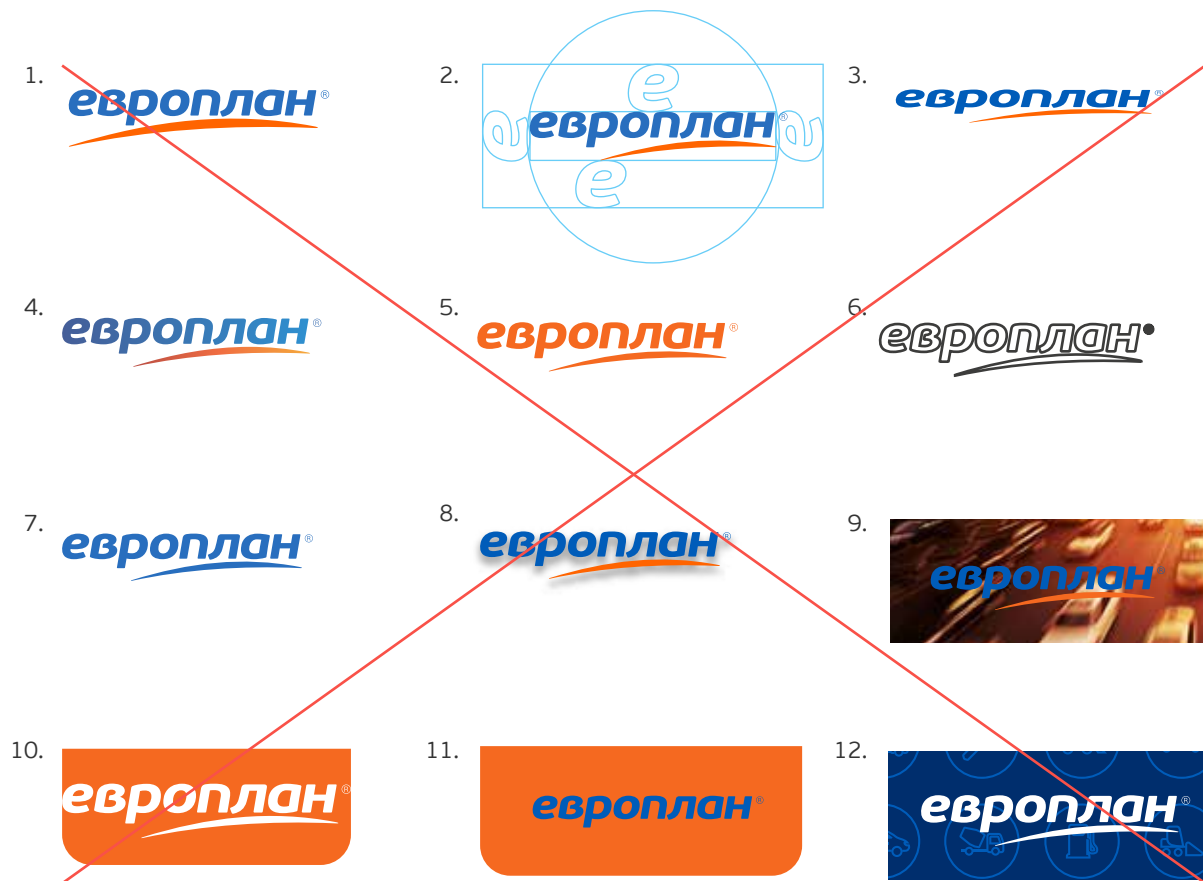 1.
европлан®
2.
е
е европлан® е
е
3.
европлан®
4.
европлан®
5.
европлан®
6.
европлан
7.
европлан®
8.
европлан®
9.
европлан®
10.
европлан®
11.
европлан®
12.
европлан®